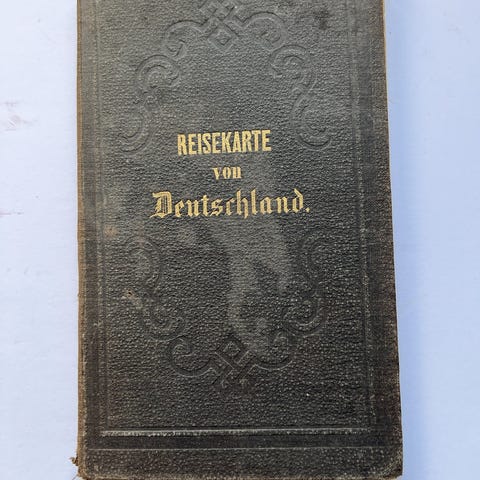 REISEKARTE
von
Deutschland.